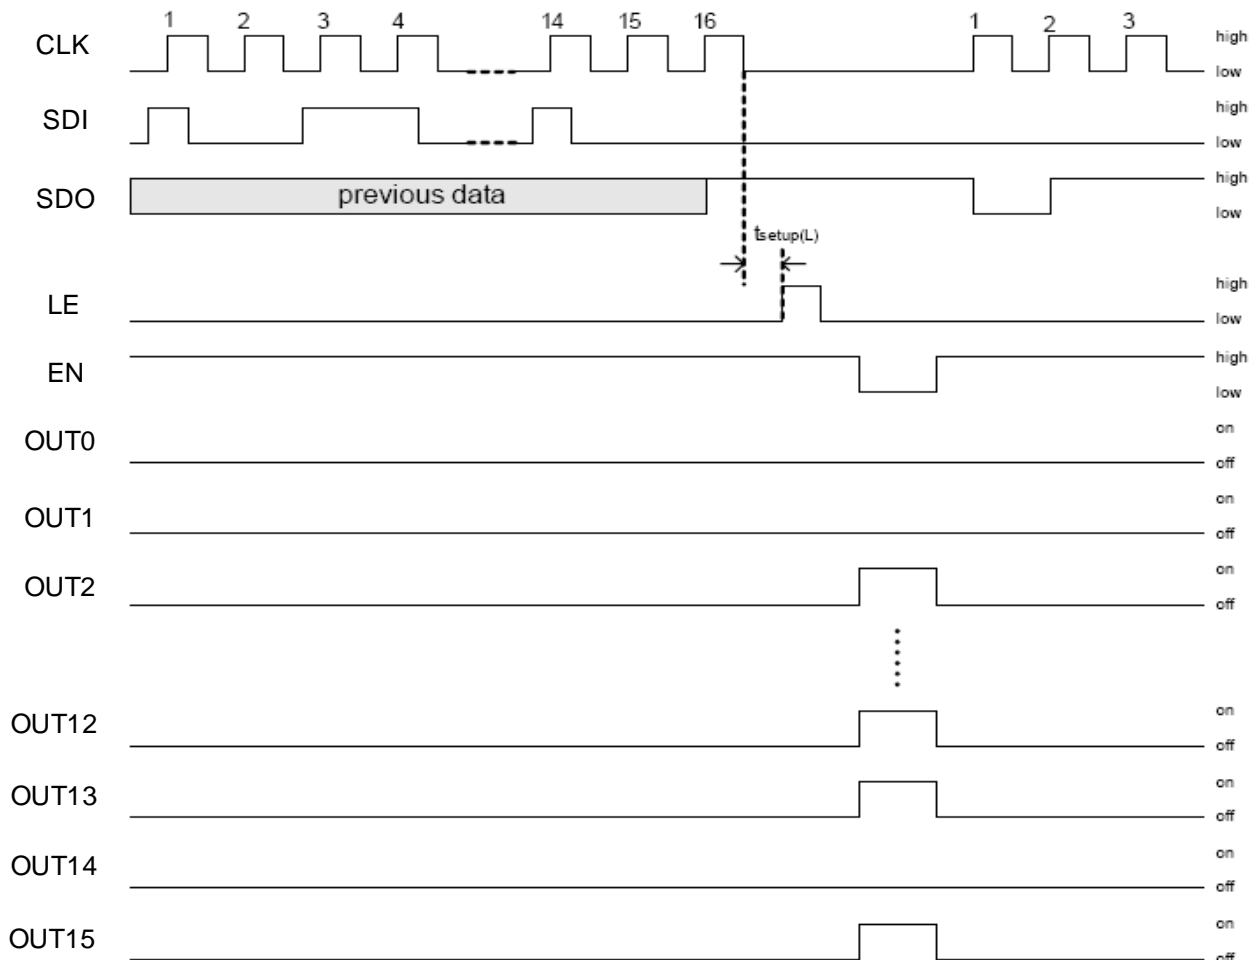 1 2 3 4 14 15 16 1 2 3
CLK high
low
SDI high
low
SDO previous data high
low
tsetup(L)
LE high
low
EN high
low
OUT0 on
off
OUT1 on
off
OUT2 on
off
OUT12 on
off
OUT13 on
off
OUT14 on
off
OUT15 on
off